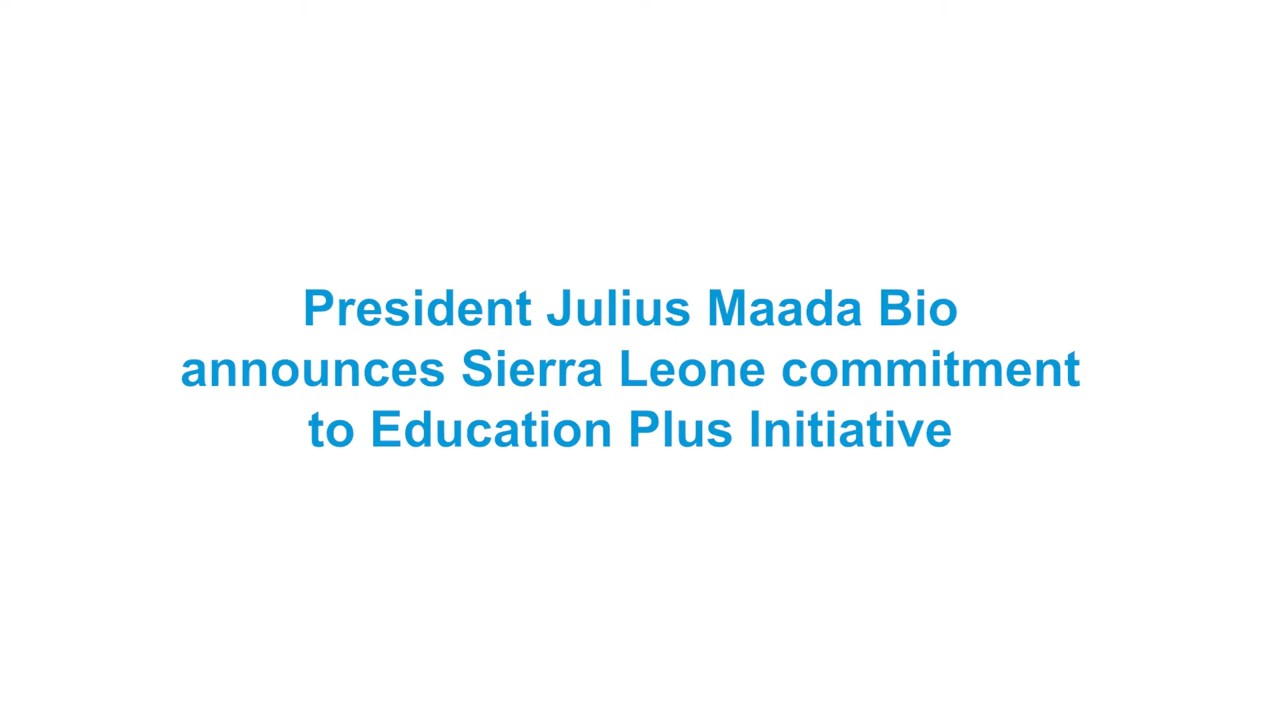 President Julius Maada Bio
announces Sierra Leone commitment
to Education Plus Initiative